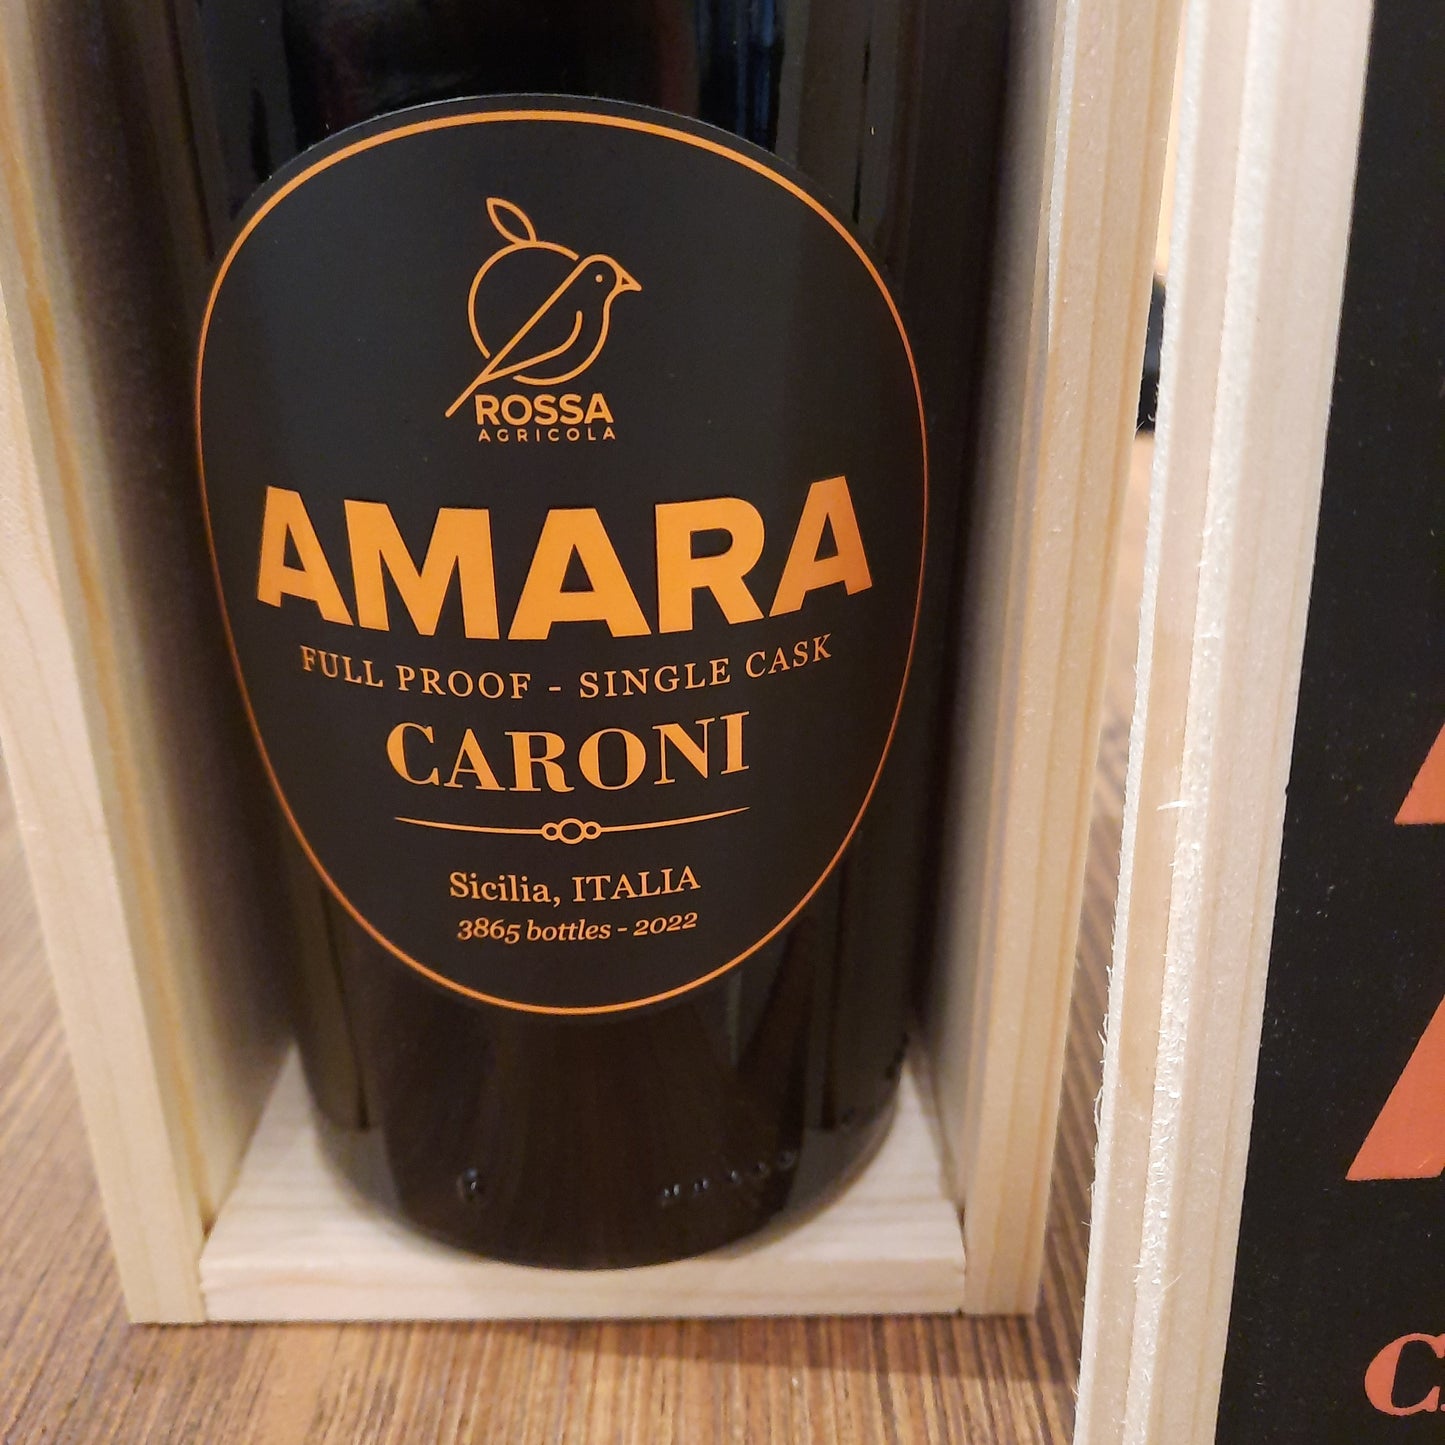 ROSSA
AGRICOLA
AMARA
FULL PROOF - SINGLE CASK
CARONI
Sicilia, ITALIA
3865 bottles - 2022